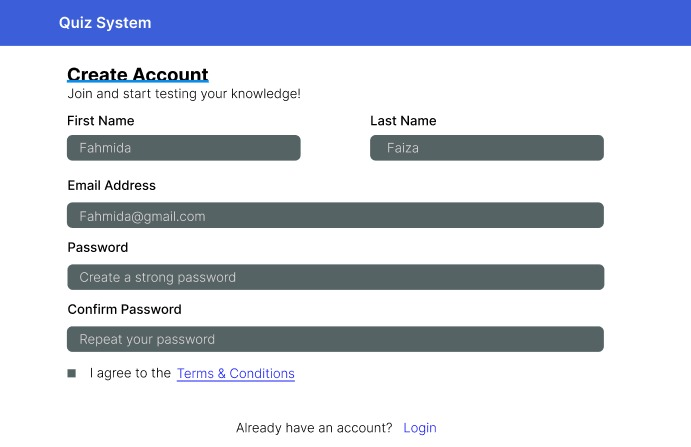 Quiz System
Create Account
Join and start testing your knowledge!
First Name Last Name
Fahmida Faiza
Email Address
Fahmida@gmail.com
Password
Create a strong password
Confirm Password
Repeat your password
I agree to the Terms & Conditions
Already have an account? Login